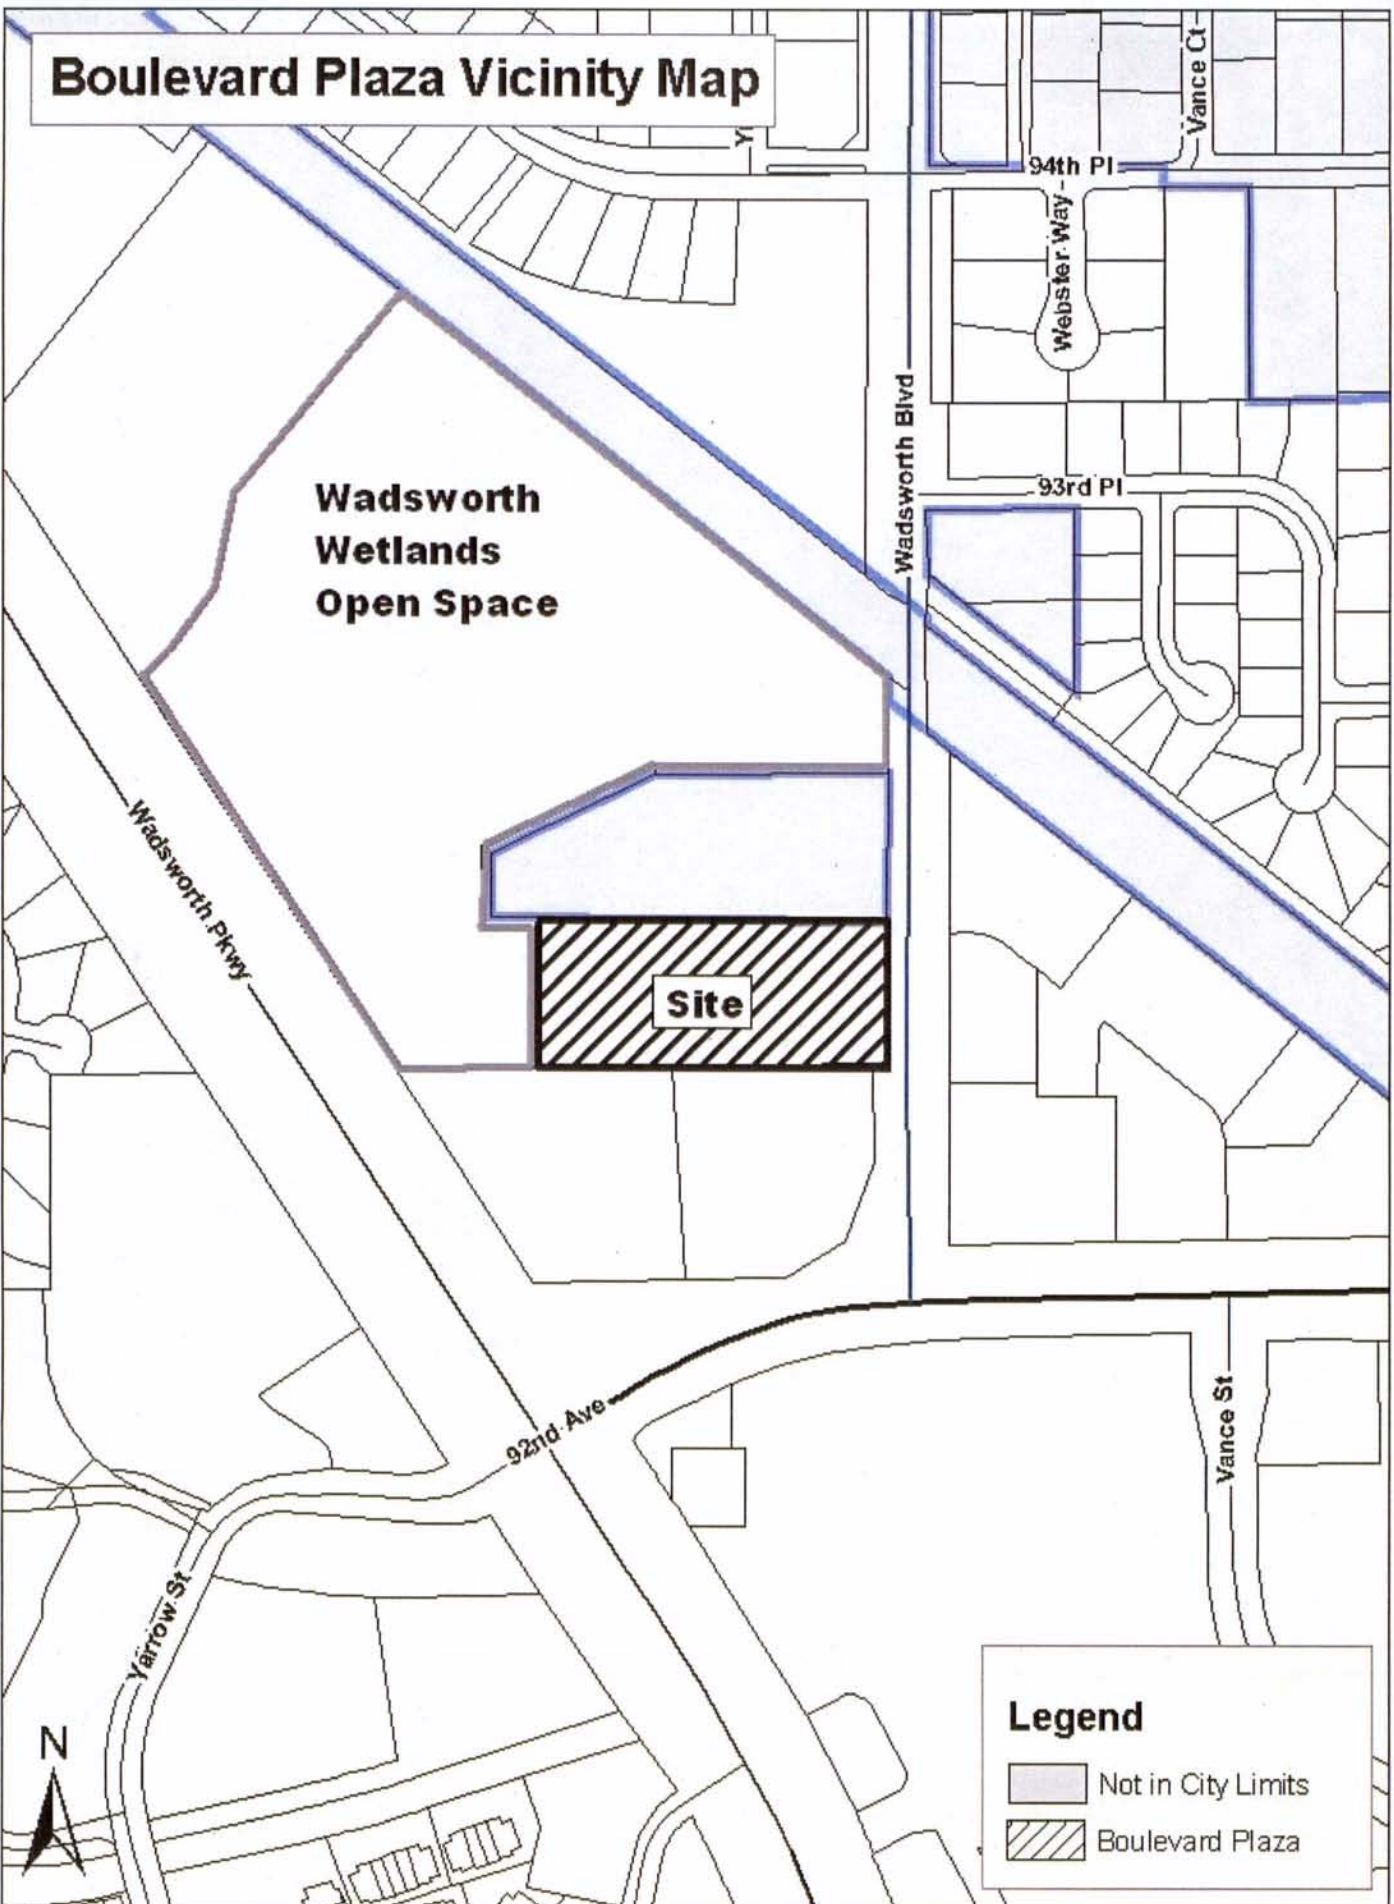 Boulevard Plaza Vicinity Map
Vance Ct
94th Pl
Webster Way
Wadsworth Blvd
93rd Pl
Wadsworth
Wetlands
Open Space
Wadsworth Pkwy
Site
92nd Ave
Vance St
Yarrow St
N
Legend
Not in City Limits
Boulevard Plaza